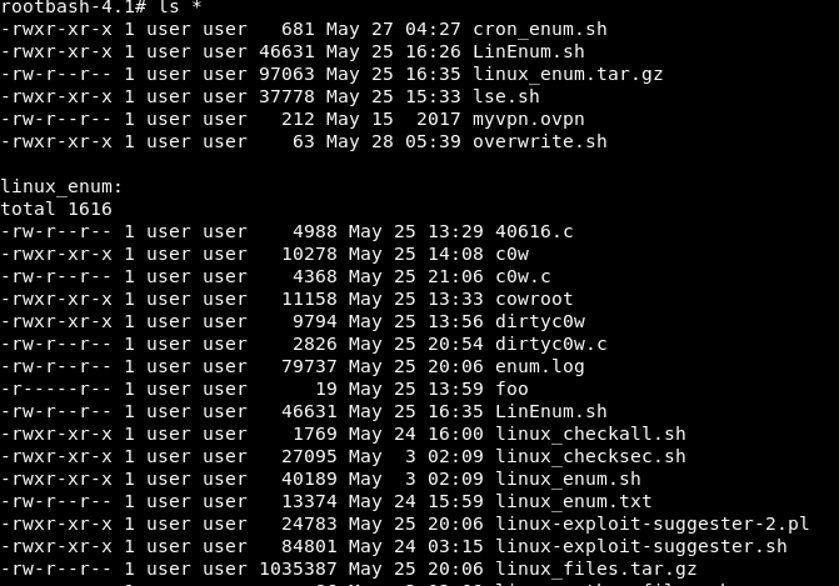 rootbash-4.1# ls *
-rwxr-xr-x 1 user user   681 May 27 04:27 cron_enum.sh
-rwxr-xr-x 1 user user 46631 May 25 16:26 LinEnum.sh
-rw-r--r-- 1 user user 97063 May 25 16:35 linux_enum.tar.gz
-rwxr-xr-x 1 user user 37778 May 25 15:33 lse.sh
-rw-r--r-- 1 user user   212 May 15  2017 myvpn.ovpn
-rwxr-xr-x 1 user user    63 May 28 05:39 overwrite.sh

linux_enum:
total 1616
-rw-r--r-- 1 user user    4988 May 25 13:29 40616.c
-rwxr-xr-x 1 user user   10278 May 25 14:08 c0w
-rw-r--r-- 1 user user    4368 May 25 21:06 c0w.c
-rwxr-xr-x 1 user user   11158 May 25 13:33 cowroot
-rwxr-xr-x 1 user user    9794 May 25 13:56 dirtyc0w
-rw-r--r-- 1 user user    2826 May 25 20:54 dirtyc0w.c
-rw-r--r-- 1 user user   79737 May 25 20:06 enum.log
-r-----r-- 1 user user      19 May 25 13:59 foo
-rw-r--r-- 1 user user   46631 May 25 16:35 LinEnum.sh
-rwxr-xr-x 1 user user    1769 May 24 16:00 linux_checkall.sh
-rwxr-xr-x 1 user user   27095 May  3 02:09 linux_checksec.sh
-rwxr-xr-x 1 user user   40189 May  3 02:09 linux_enum.sh
-rw-r--r-- 1 user user   13374 May 24 15:59 linux_enum.txt
-rwxr-xr-x 1 user user   24783 May 25 20:06 linux-exploit-suggester-2.pl
-rwxr-xr-x 1 user user   84801 May 24 03:15 linux-exploit-suggester.sh
-rw-r--r-- 1 user user 1035387 May 25 20:06 linux_files.tar.gz